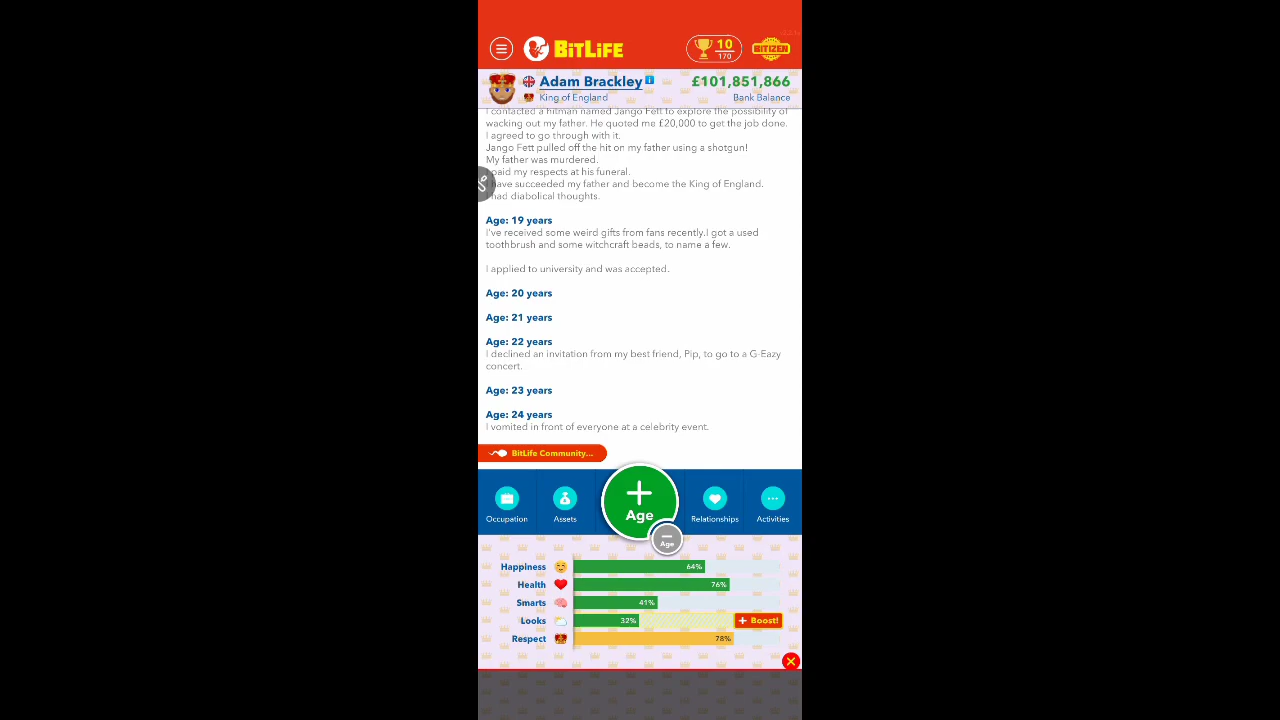 BITLIFE
10
170
BITIZEN
Adam Brackley
£101,851,866
King of England
Bank Balance
I contacted a hitman named Jango Fett to explore the possibility of
wacking out my father. He quoted me £20,000 to get the job done.
I agreed to go through with it.
Jango Fett pulled off the hit on my father using a shotgun!
My father was murdered.
paid my respects at his funeral.
have succeeded my father and become the King of England.
I had diabolical thoughts.
Age: 19 years
I've received some weird gifts from fans recently.I got a used
toothbrush and some witchcraft beads, to name a few.
I applied to university and was accepted.
Age: 20 years
Age: 21 years
Age: 22 years
I declined an invitation from my best friend, Pip, to go to a G-Eazy
concert.
Age: 23 years
Age: 24 years
I vomited in front of everyone at a celebrity event.
BitLife Community...
Occupation
Assets
Age
Age
Relationships
Activities
Happiness 64%
Health 76%
Smarts 41%
Looks 32% + Boost!
Respect 78%